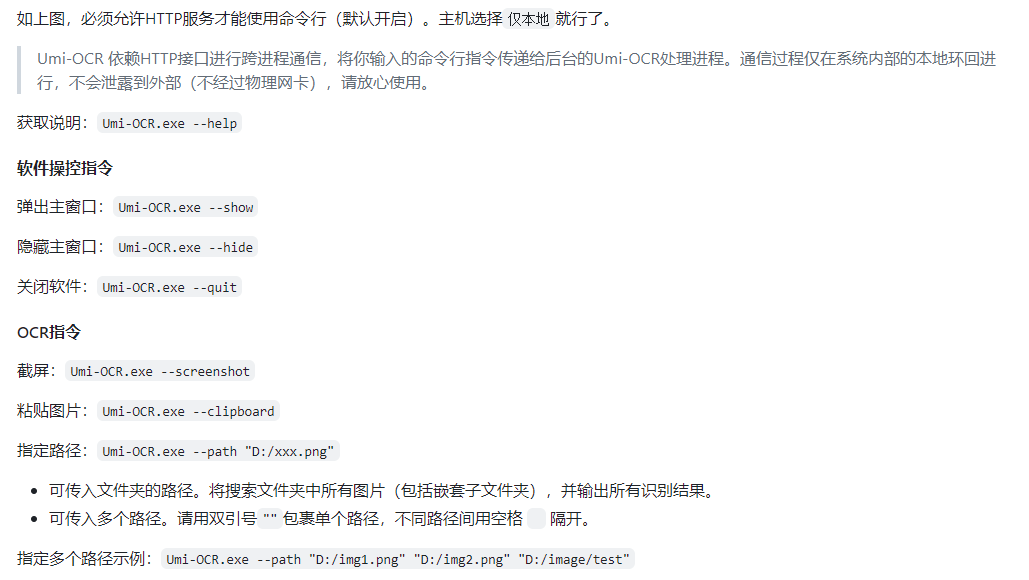 如上图，必须允许HTTP服务才能使用命令行（默认开启）。主机选择 仅本地 就行了。
Umi-OCR 依赖HTTP接口进行跨进程通信，将你输入的命令行指令传递给后台的Umi-OCR处理进程。通信过程仅在系统内部的本地环回进
行，不会泄露到外部（不经过物理网卡），请放心使用。
获取说明： Umi-OCR.exe --help
软件操控指令
弹出主窗口： Umi-OCR.exe --show
隐藏主窗口： Umi-OCR.exe --hide
关闭软件： Umi-OCR.exe --quit
OCR指令
截屏： Umi-OCR.exe --screenshot
粘贴图片： Umi-OCR.exe --clipboard
指定路径： Umi-OCR.exe --path "D:/xxx.png"
• 可传入文件夹的路径。将搜索文件夹中所有图片（包括嵌套子文件夹），并输出所有识别结果。
• 可传入多个路径。请用双引号 "" 包裹单个路径，不同路径间用空格 隔开。
指定多个路径示例： Umi-OCR.exe --path "D:/img1.png" "D:/img2.png" "D:/image/test"